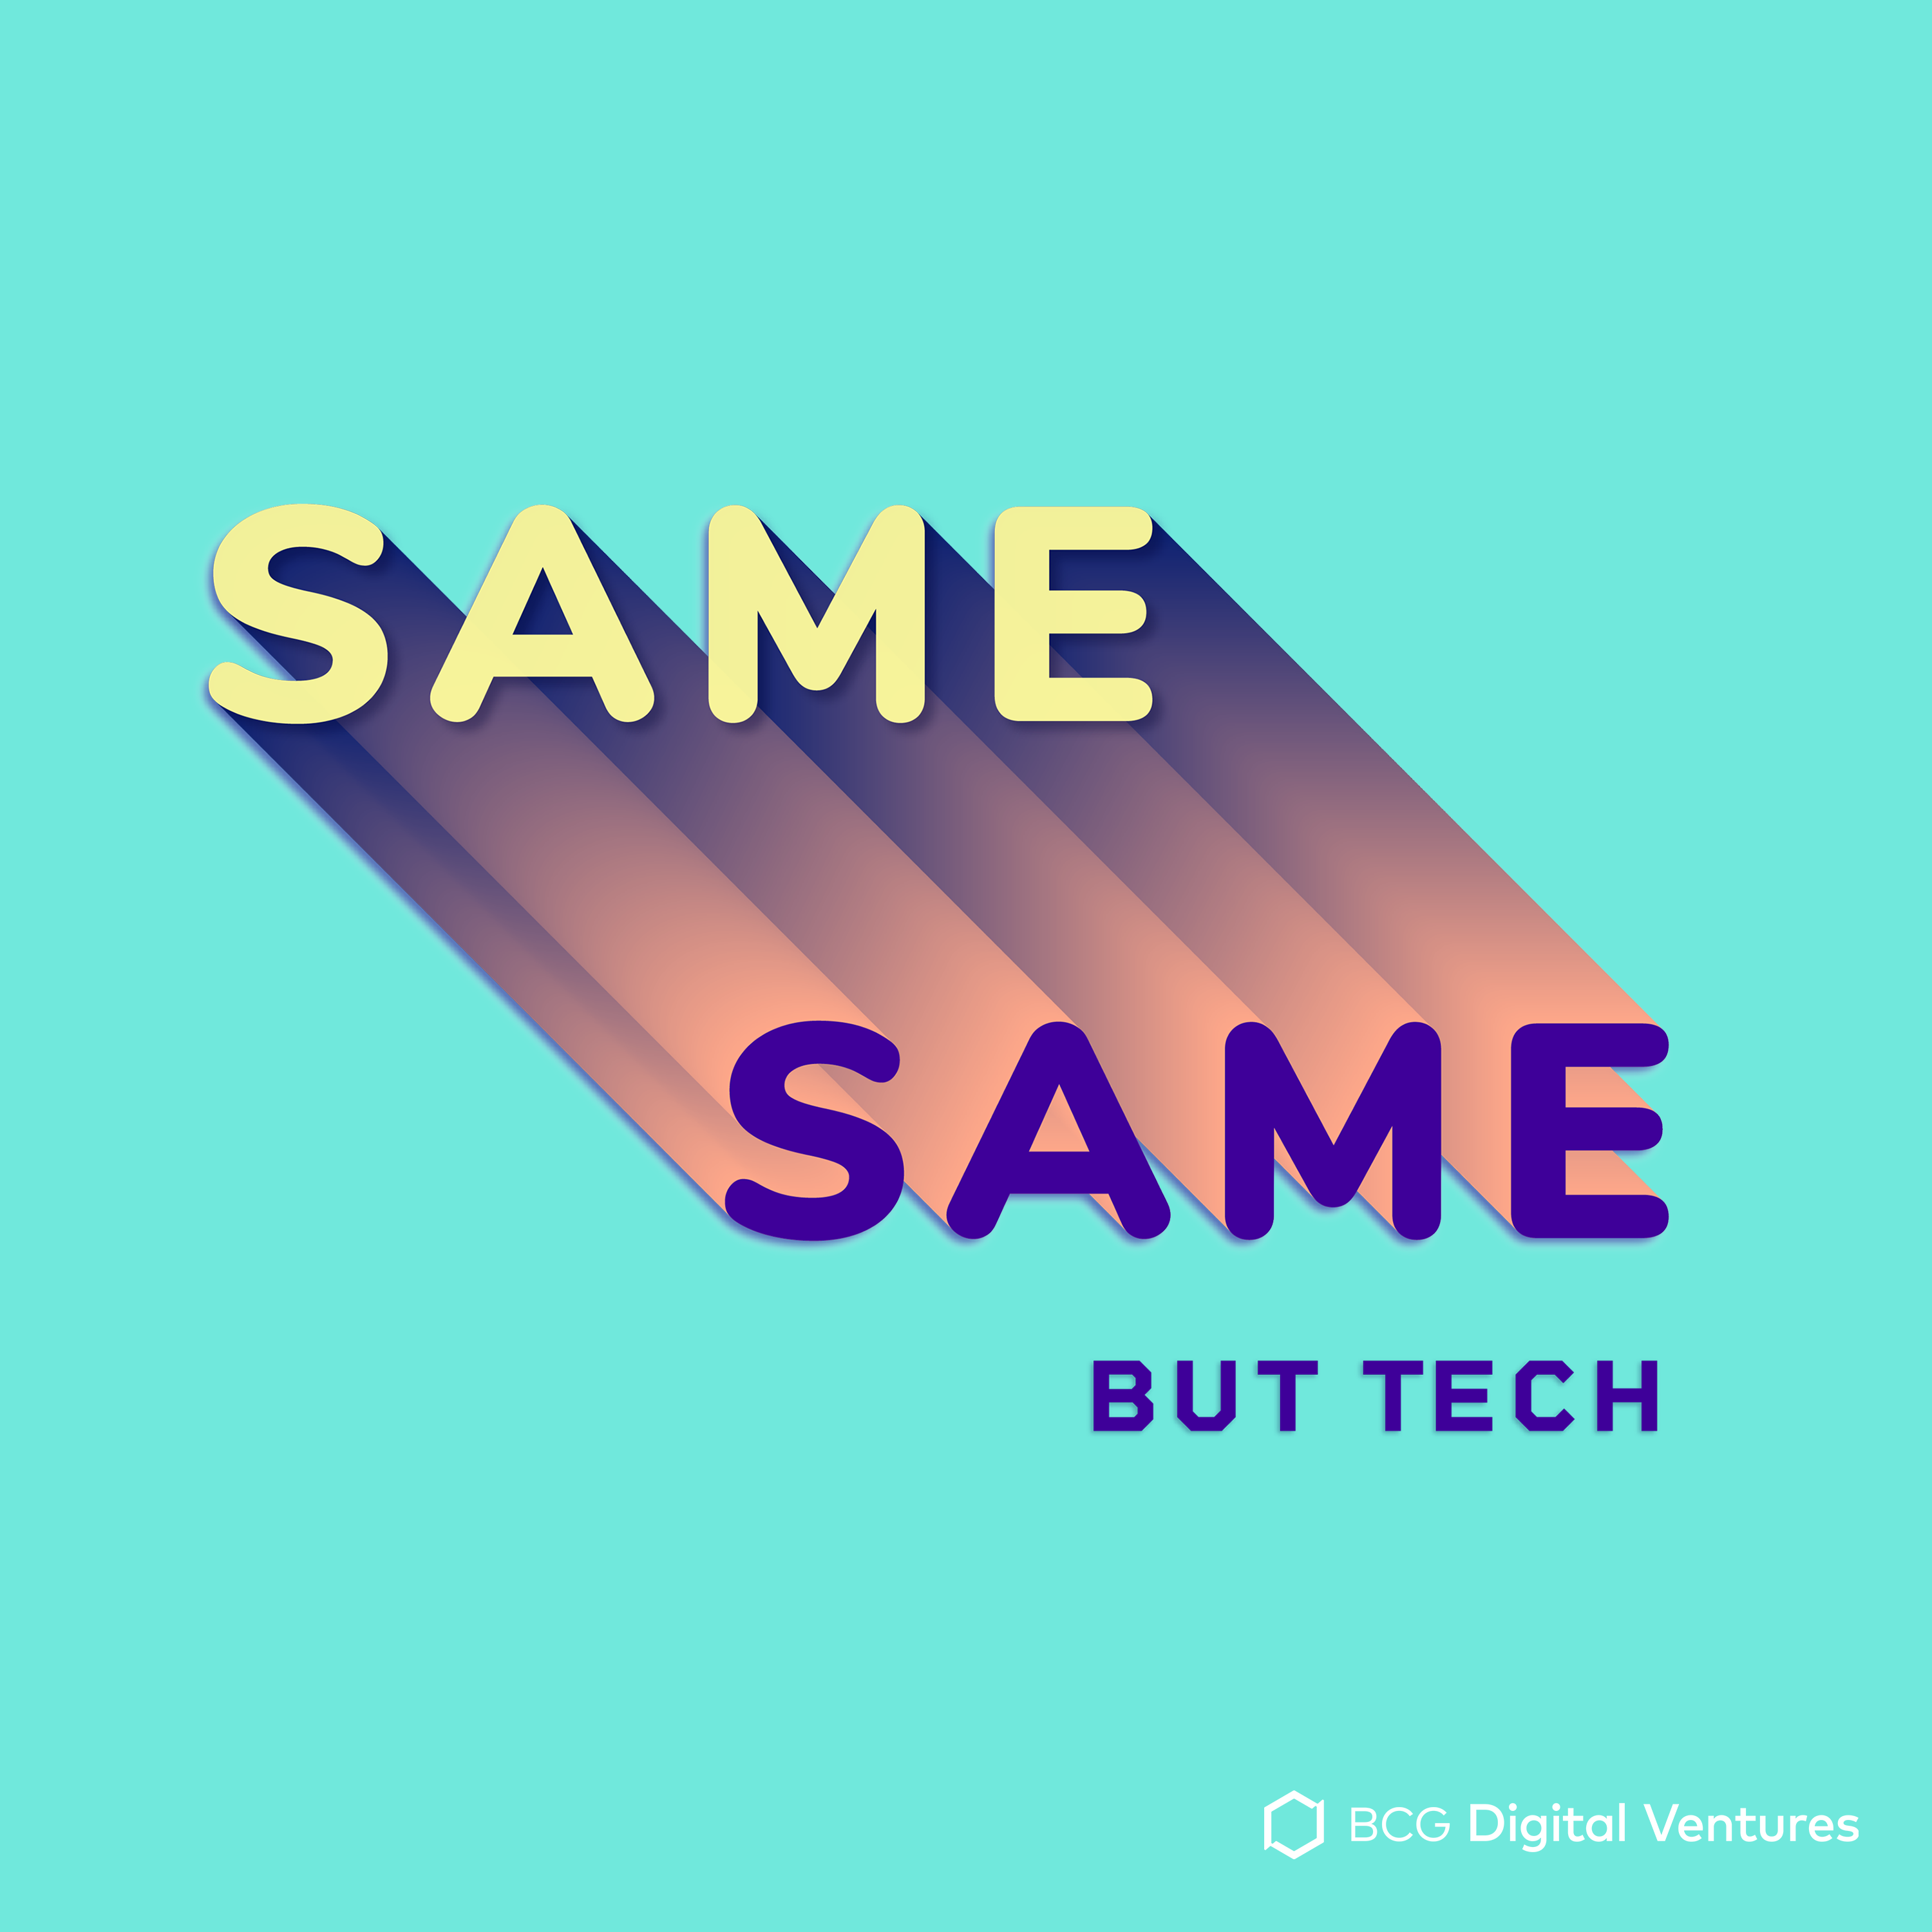 SAME
SAME
BUT TECH
BCG Digital Ventures